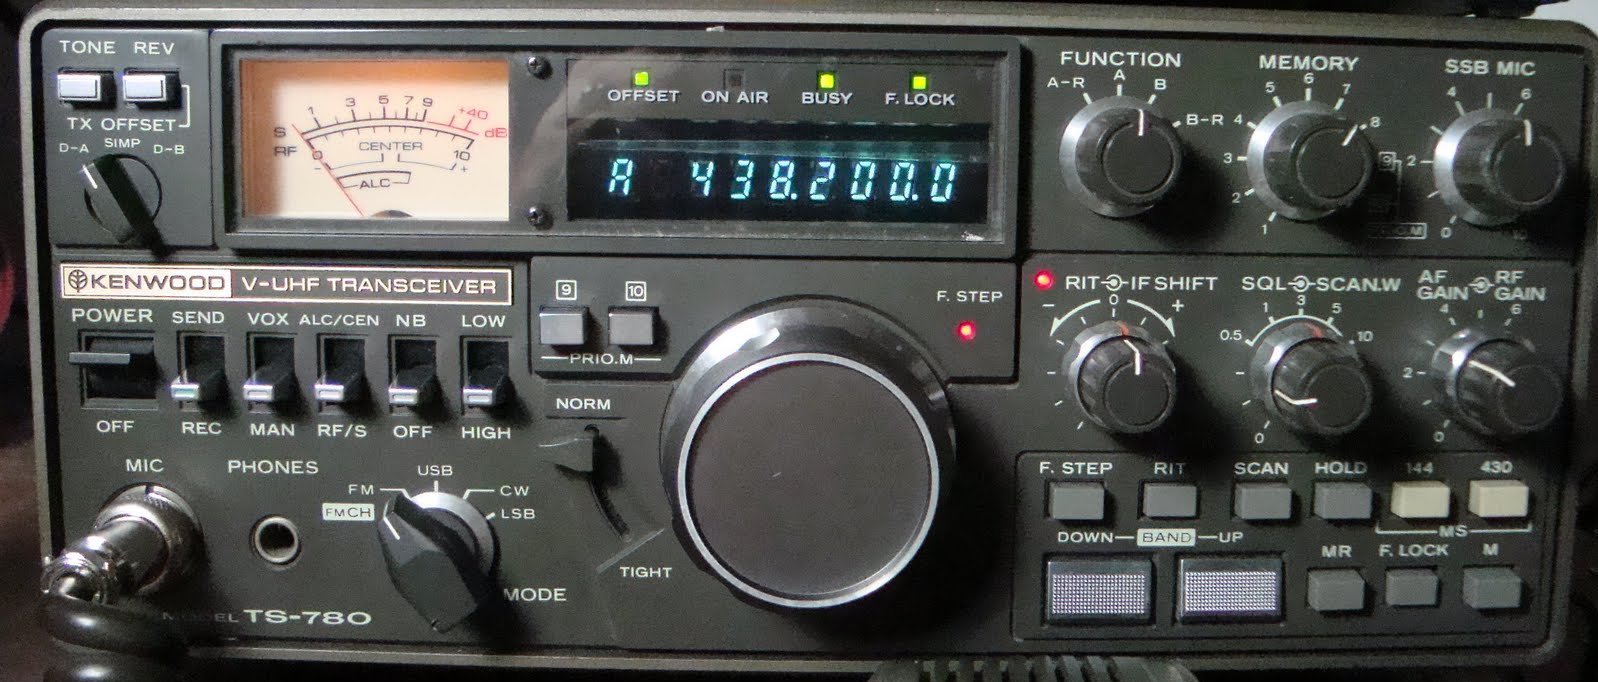 TONE REV
TX OFFSET
D-A SIMP D-B
S 1 3 5 7 9 +40 dB
RF 0 CENTER 10
- +
ALC
OFFSET ON AIR BUSY F.LOCK
A 438.200.0
FUNCTION
A-R A B B-R
MEMORY
1 2 3 4 5 6 7 8 9
SSB MIC
0 2 4 6 10
KENWOOD V-UHF TRANSCEIVER
POWER SEND VOX ALC/CEN NB LOW
OFF REC MAN RF/S OFF HIGH
9 10
PRIO.M
F. STEP
NORM
TIGHT
RIT IF SHIFT
- 0 +
SQL SCAN.W
0 0.5 1 3 5 10
AF GAIN RF GAIN
0 2 4 6
MIC PHONES
FM CH FM USB CW LSB
MODE
MODEL TS-780
F. STEP RIT SCAN HOLD 144 430
MS
DOWN BAND UP
MR F. LOCK M